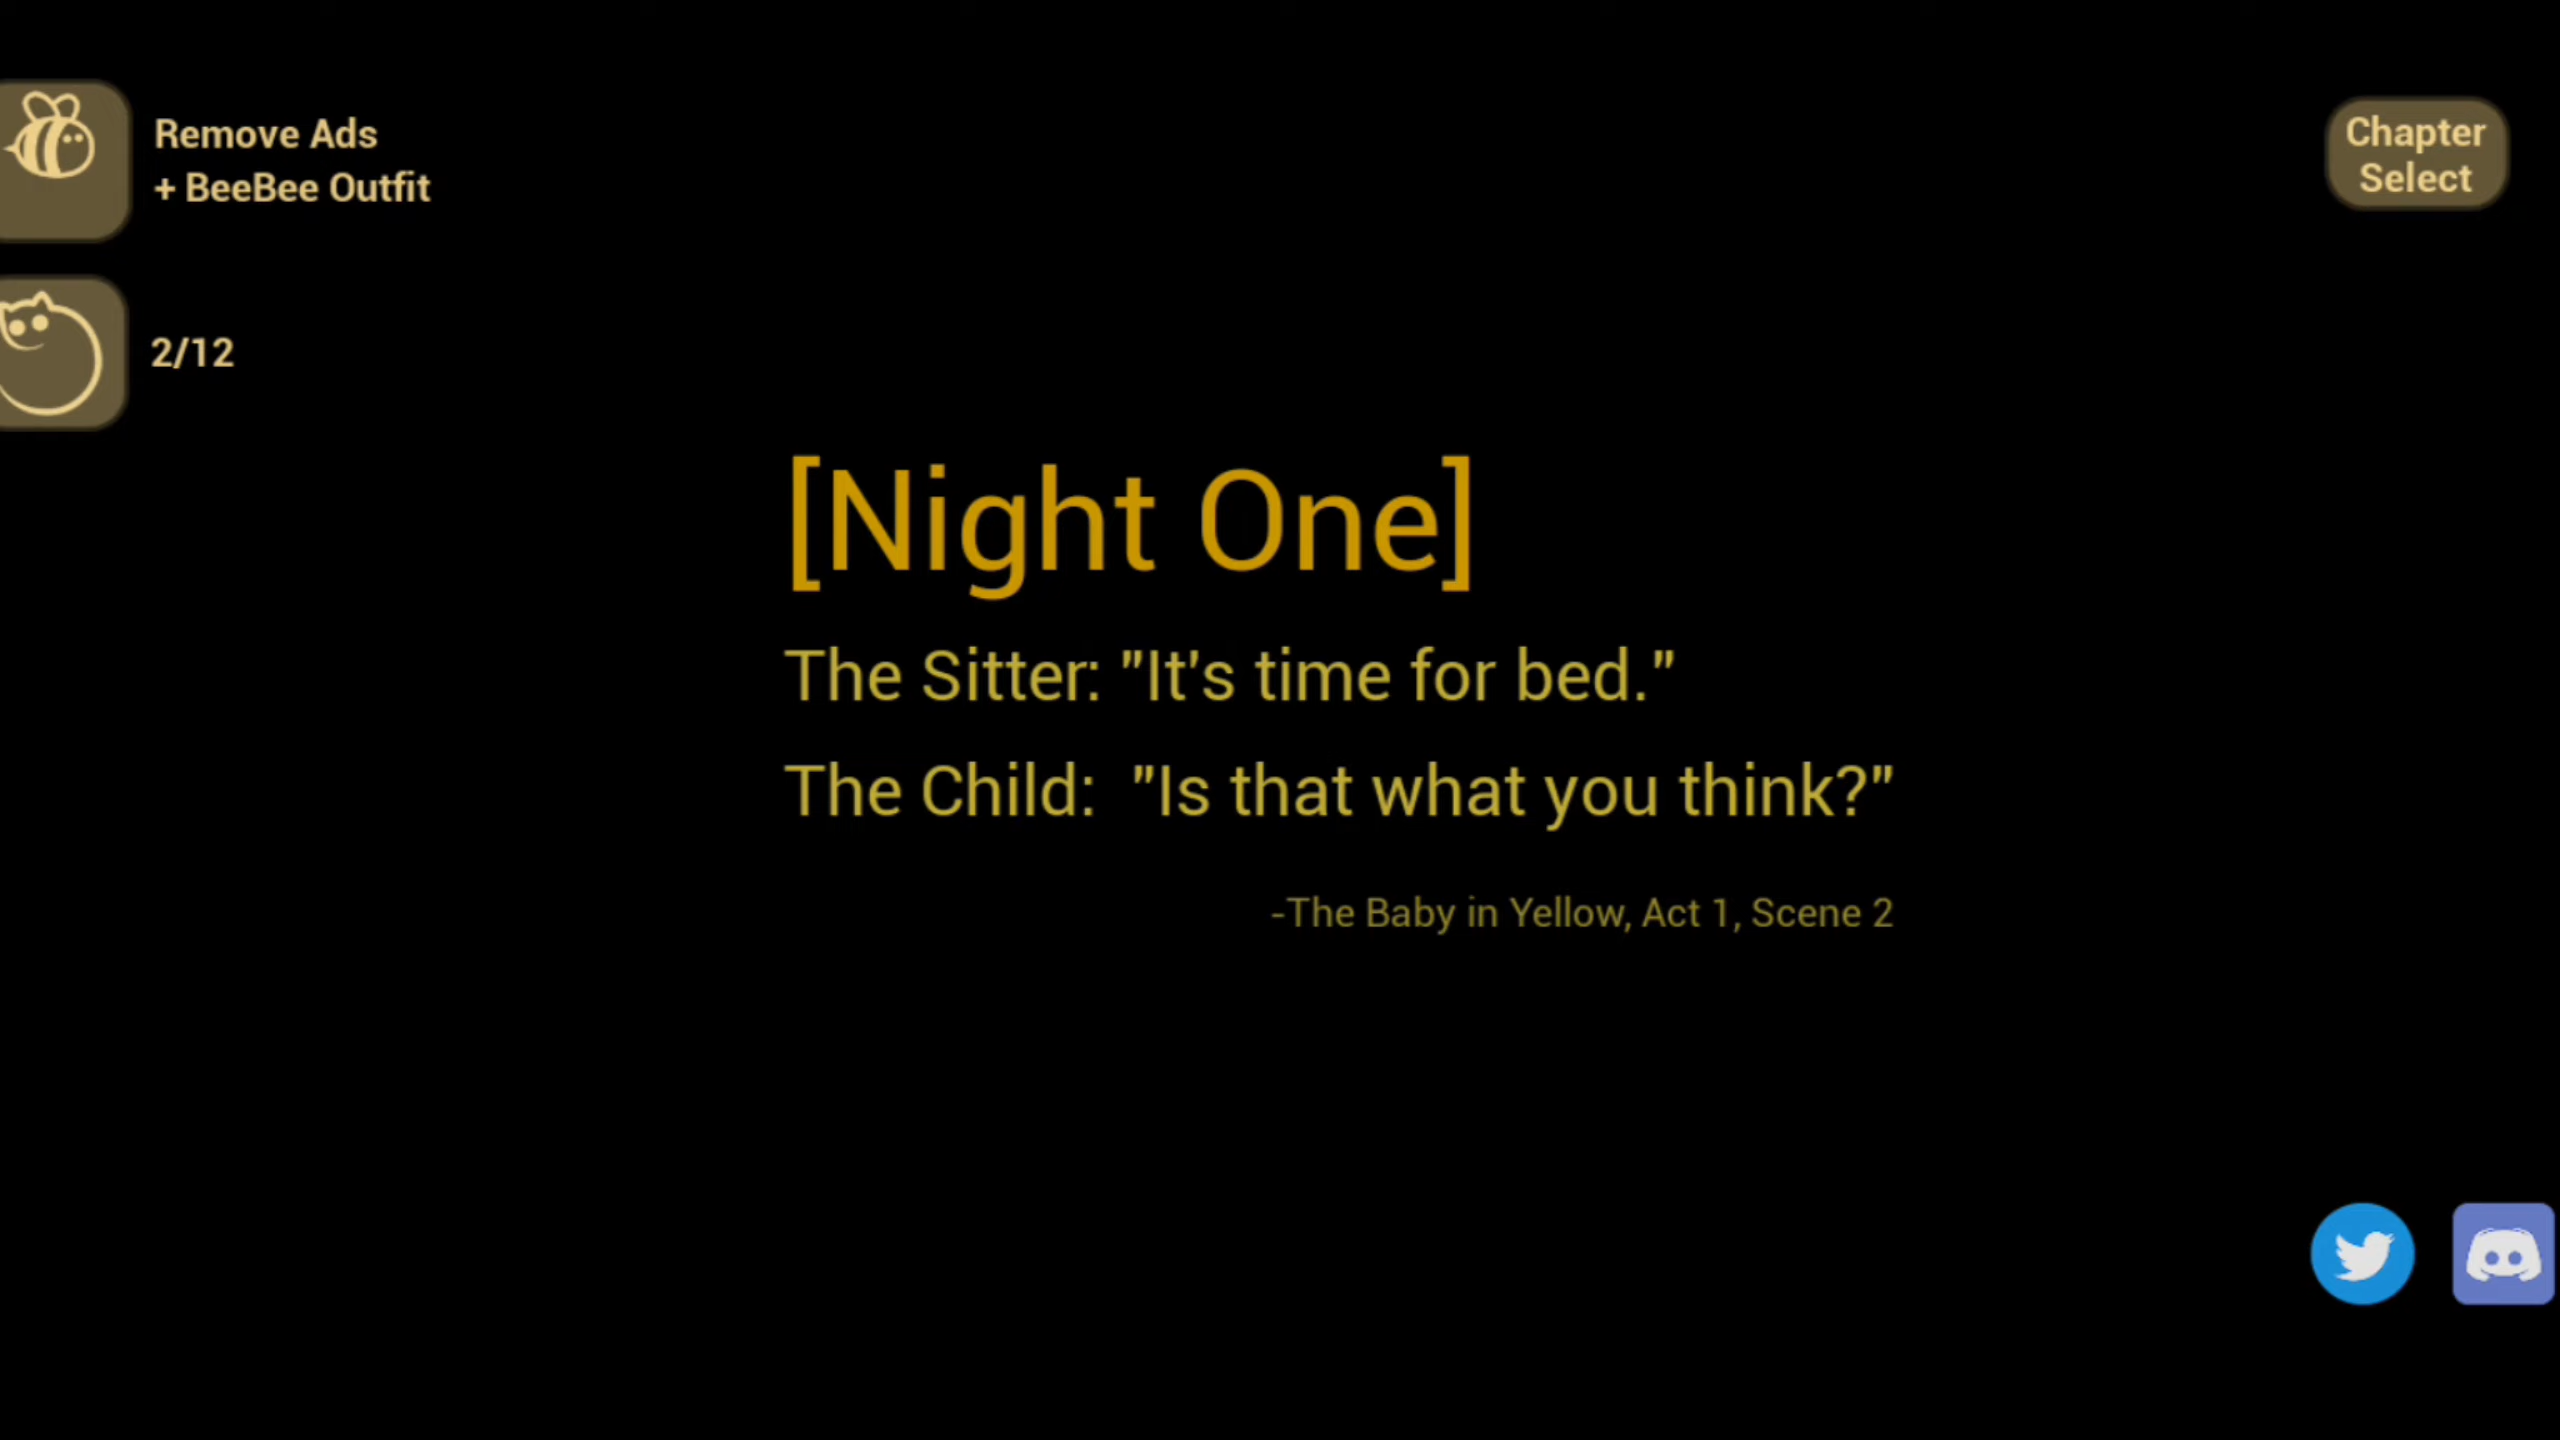 Remove Ads
+ BeeBee Outfit
Chapter
Select
2/12
[Night One]
The Sitter: "It's time for bed."
The Child:  "Is that what you think?"
-The Baby in Yellow, Act 1, Scene 2